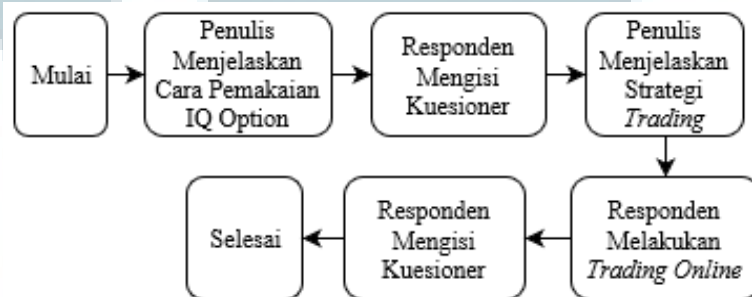 Mulai
Penulis
Menjelaskan
Cara Pemakaian
IQ Option
Responden
Mengisi
Kuesioner
Penulis
Menjelaskan
Strategi
Trading
Responden
Melakukan
Trading Online
Responden
Mengisi
Kuesioner
Selesai